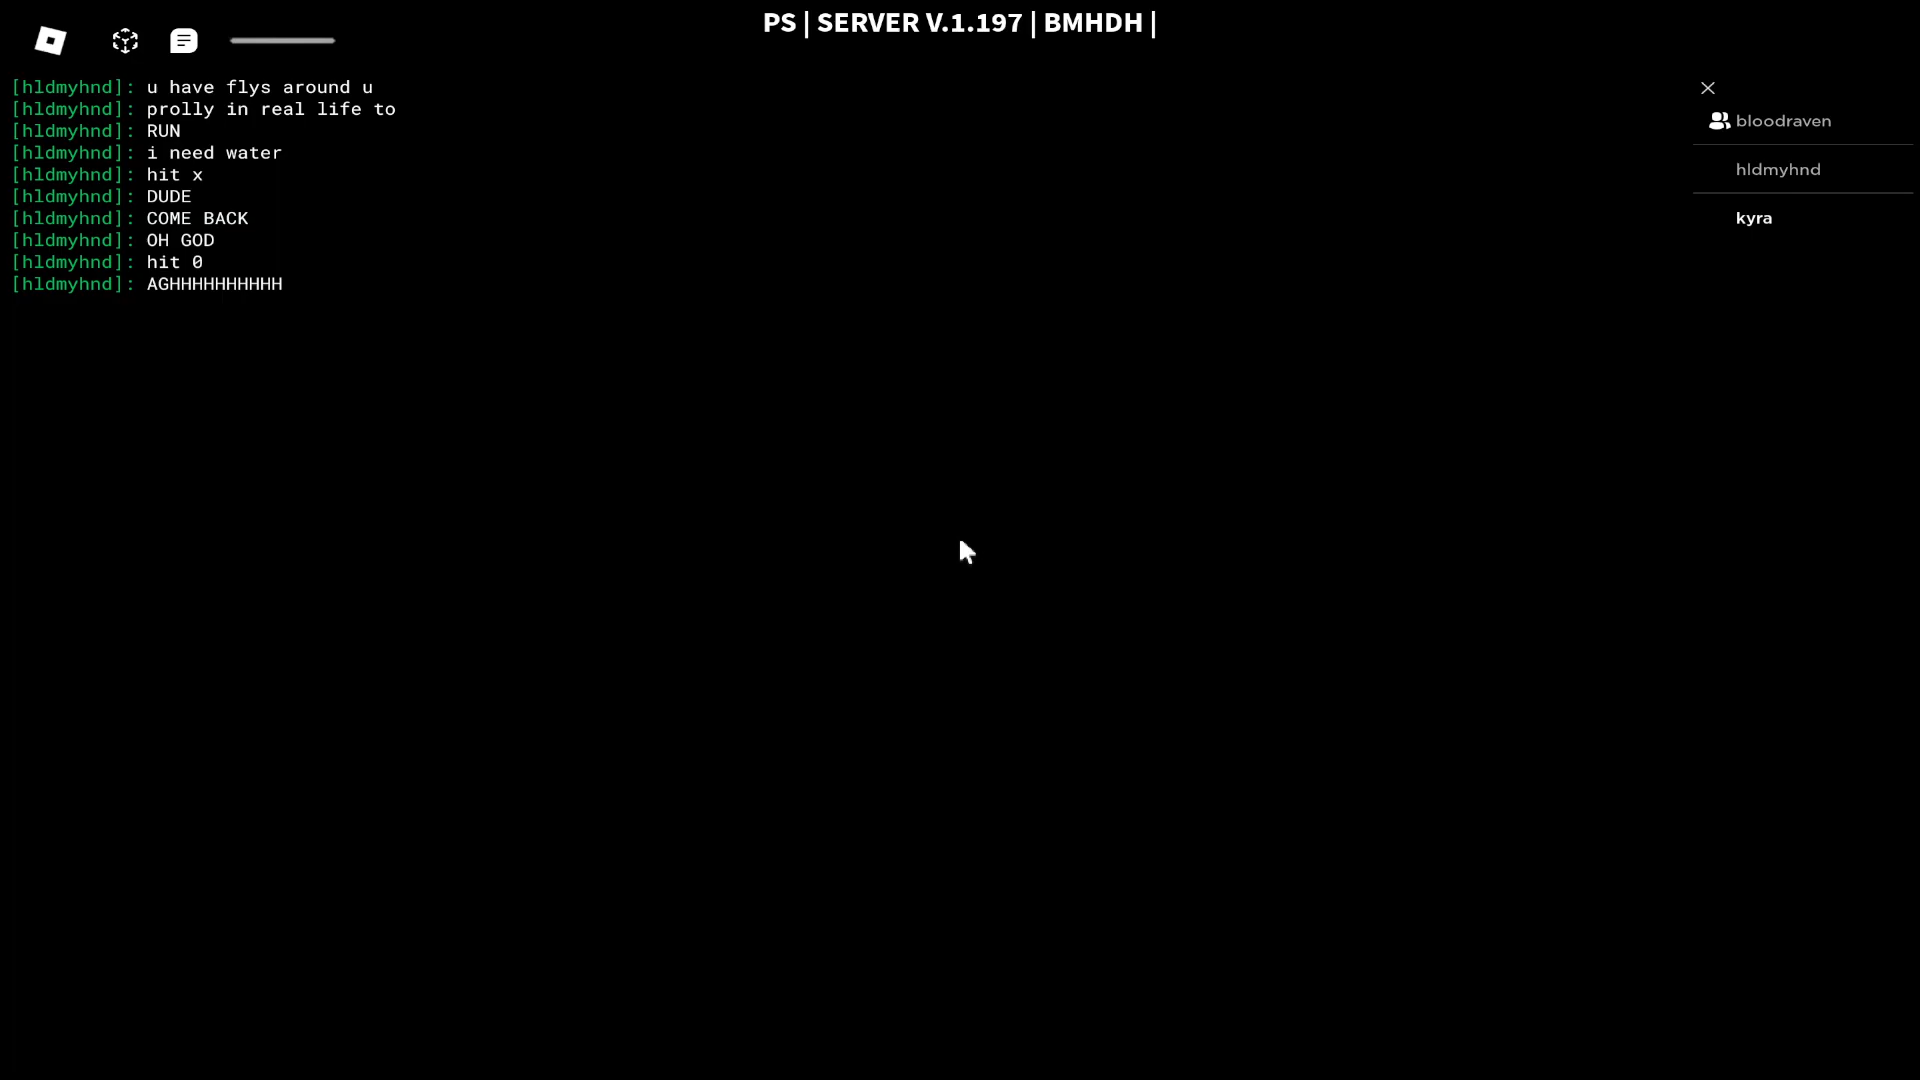 PS | SERVER V.1.197 | BMHDH |
[hldmyhnd]: u have flys around u
[hldmyhnd]: prolly in real life to
[hldmyhnd]: RUN
[hldmyhnd]: i need water
[hldmyhnd]: hit x
[hldmyhnd]: DUDE
[hldmyhnd]: COME BACK
[hldmyhnd]: OH GOD
[hldmyhnd]: hit 0
[hldmyhnd]: AGHHHHHHHHHH
bloodraven
hldmyhnd
kyra